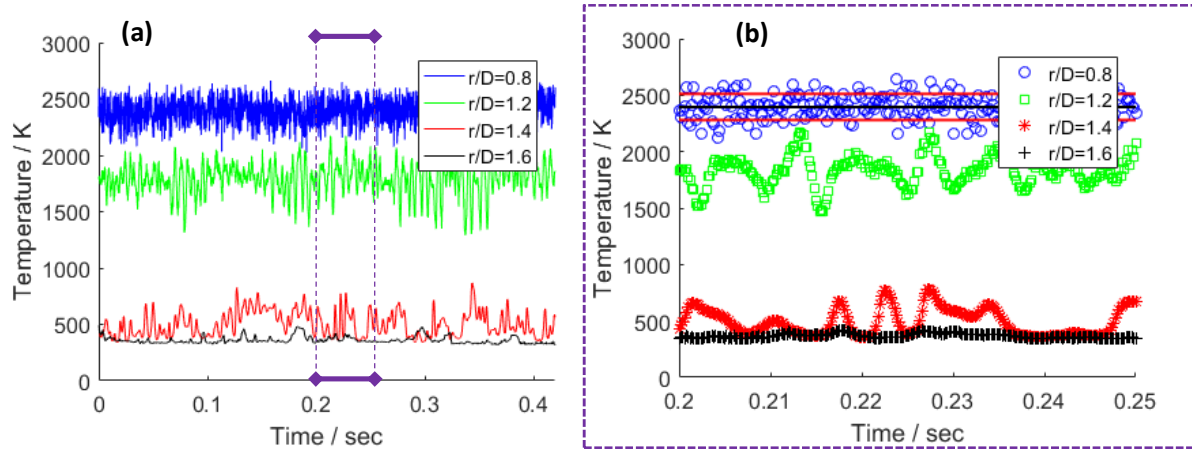 (a)
3000
2500
2000
1500
1000
500
0
Temperature / K
0
0.1
0.2
0.3
0.4
Time / sec
r/D=0.8
r/D=1.2
r/D=1.4
r/D=1.6
(b)
3000
2500
2000
1500
1000
500
0
Temperature / K
0.2
0.21
0.22
0.23
0.24
0.25
Time / sec
r/D=0.8
r/D=1.2
r/D=1.4
r/D=1.6